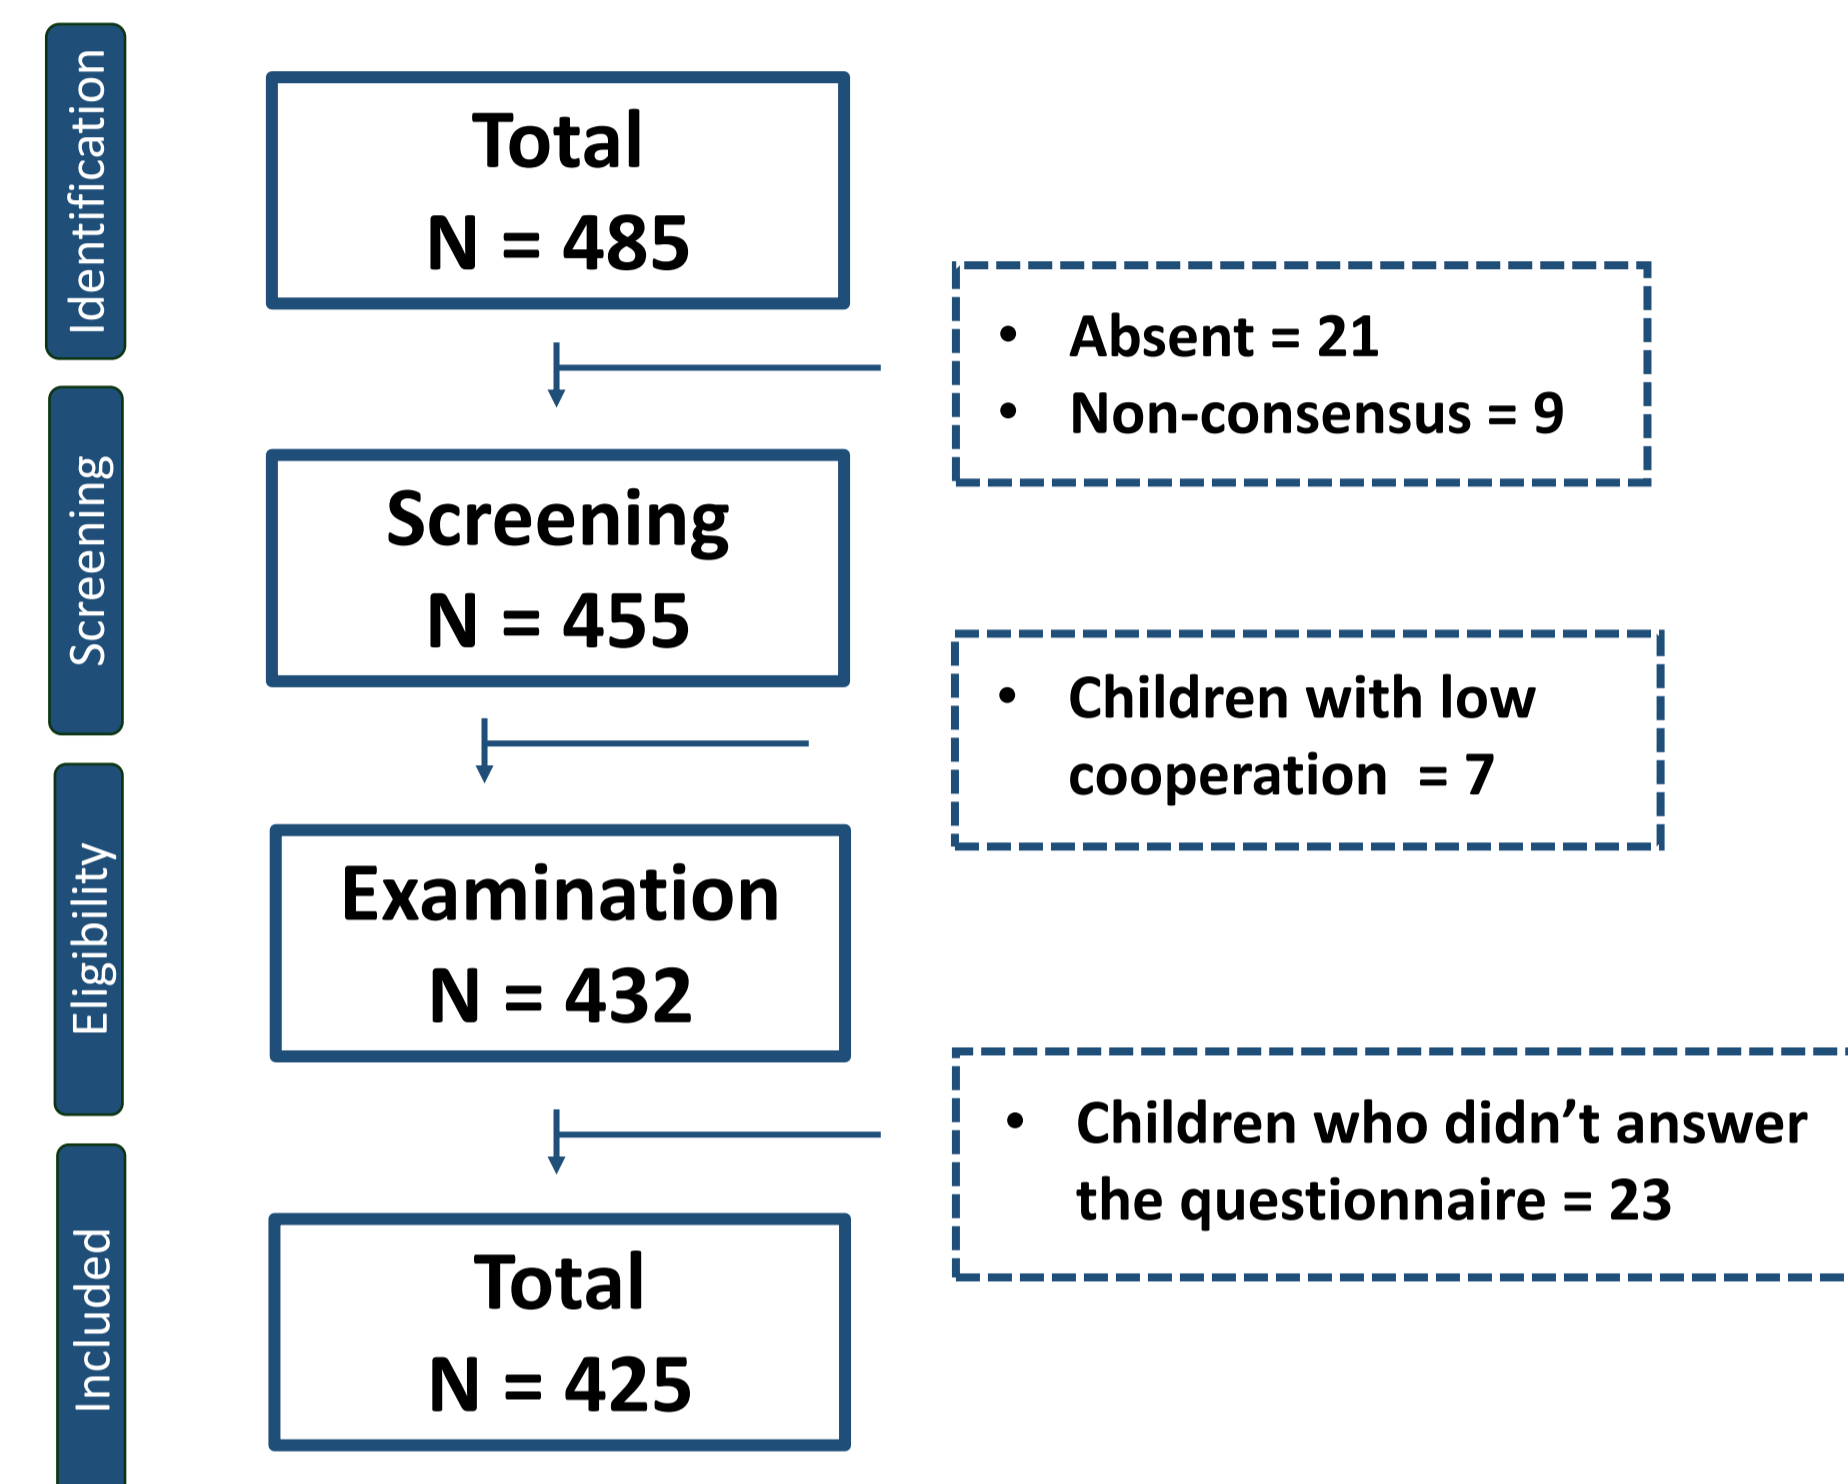 Identification
Total
N = 485
• Absent = 21
• Non-consensus = 9
Screening
Screening
N = 455
• Children with low
cooperation  = 7
Eligibility
Examination
N = 432
• Children who didn’t answer
the questionnaire = 23
Included
Total
N = 425